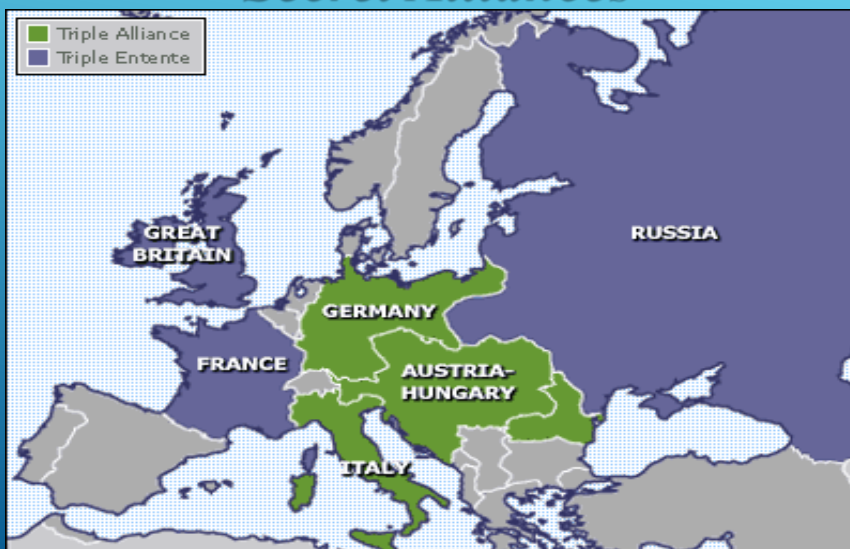 Triple Alliance
Triple Entente
GREAT
BRITAIN
RUSSIA
GERMANY
FRANCE
AUSTRIA-
HUNGARY
ITALY